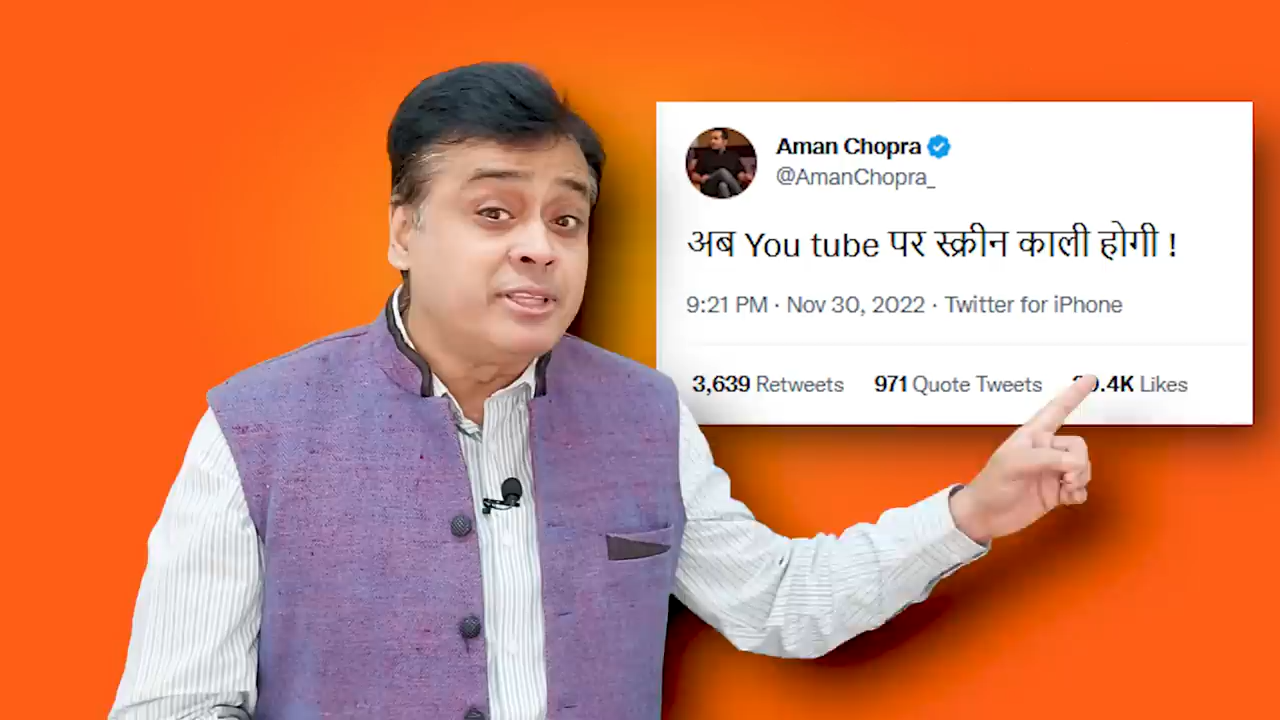 Aman Chopra
@AmanChopra_
अब You tube पर स्क्रीन काली होगी !
9:21 PM · Nov 30, 2022 · Twitter for iPhone
3,639 Retweets 971 Quote Tweets Likes